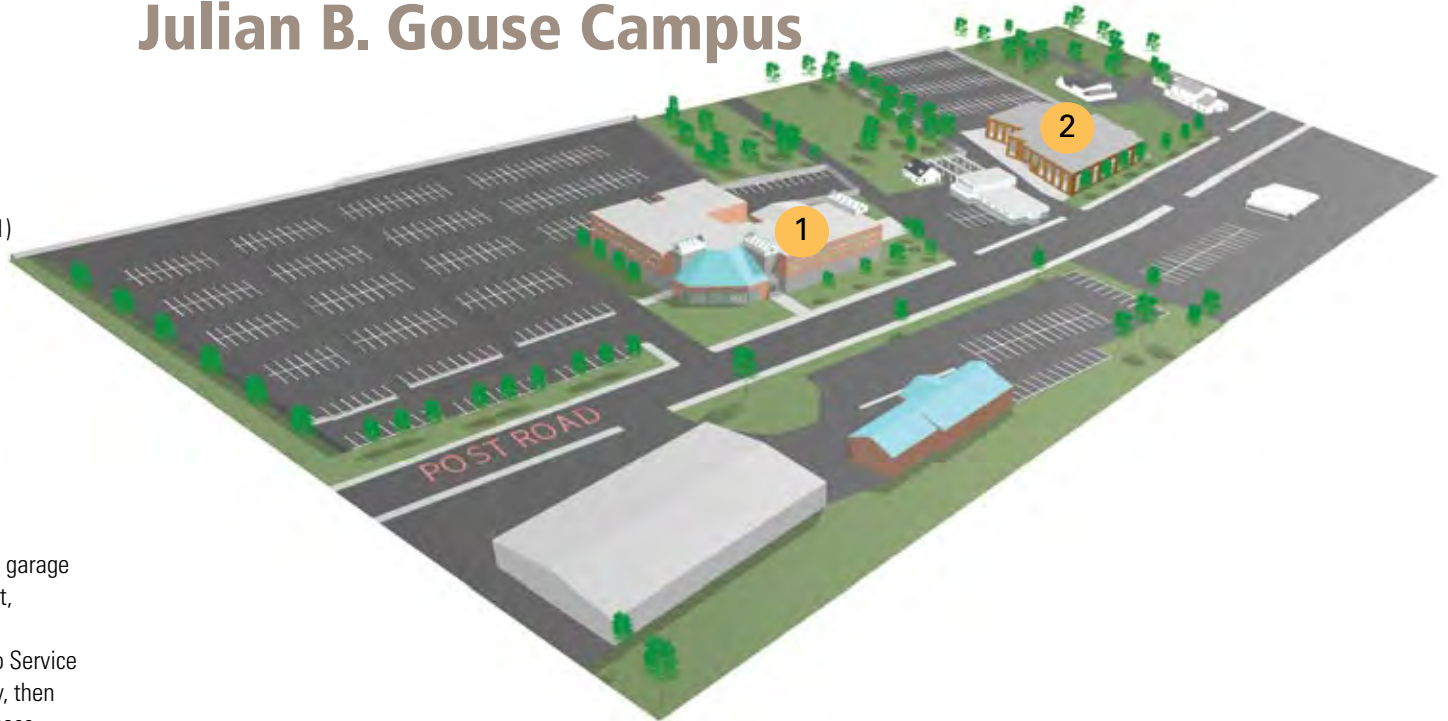 Julian B. Gouse Campus
2
1
1)
POST ROAD
garage
t,
o Service
y, then